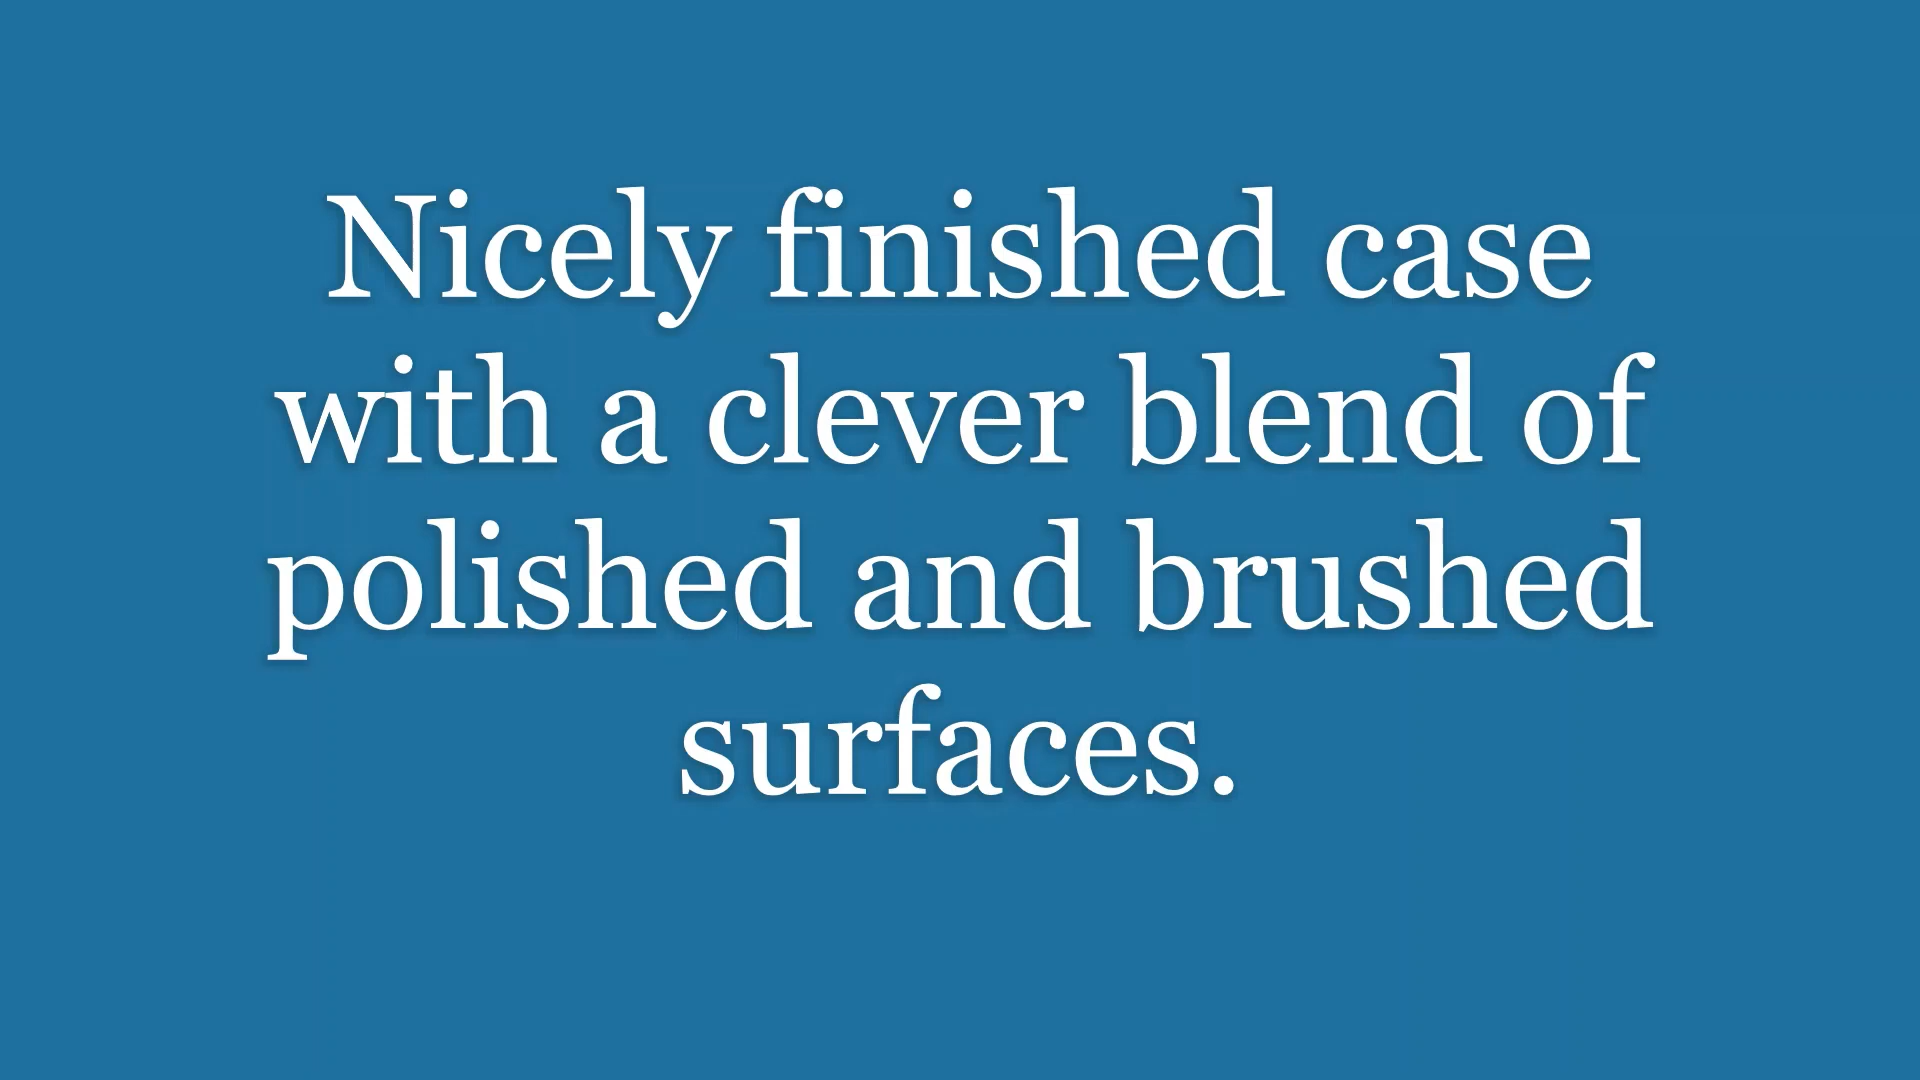 Nicely finished case
with a clever blend of
polished and brushed
surfaces.